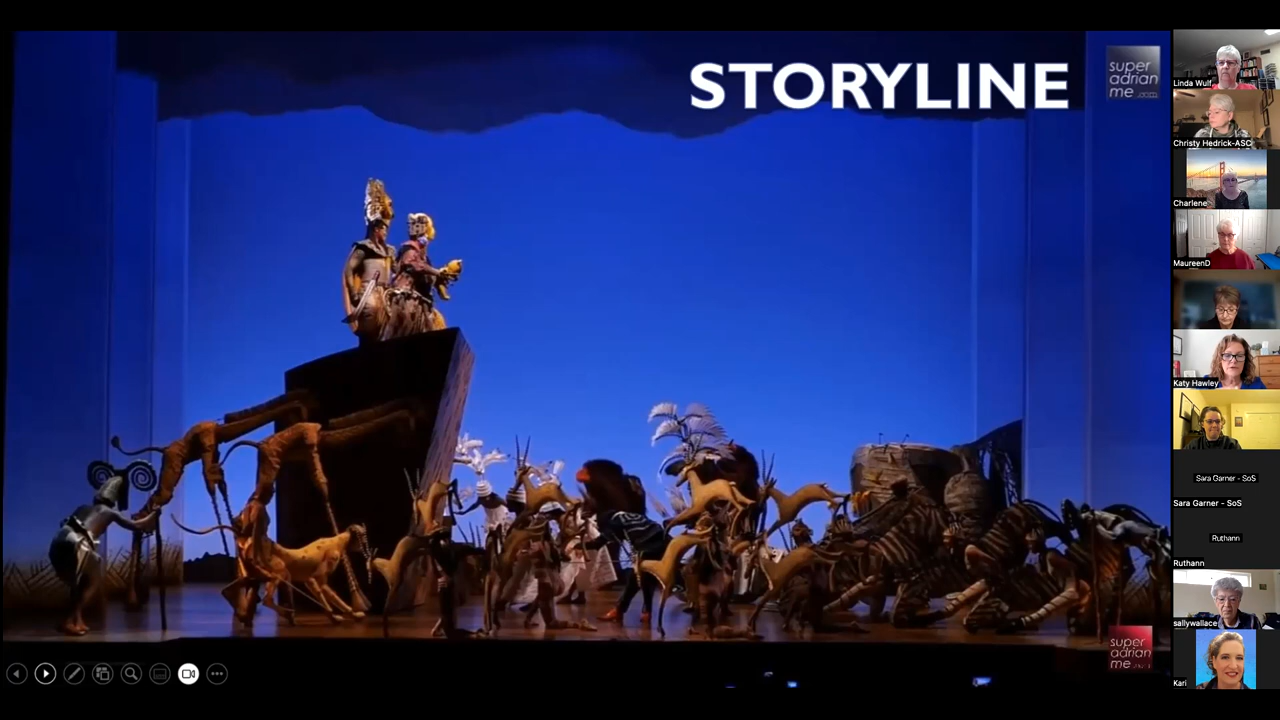 STORYLINE
super
adrian
me .com
super
adrian
me
Linda Wulf
Christy Hedrick-ASC
Charlene
MaureenD
Katy Hawley
Sara Garner - SoS
Sara Garner - SoS
Ruthann
Ruthann
sallywallace
Kari